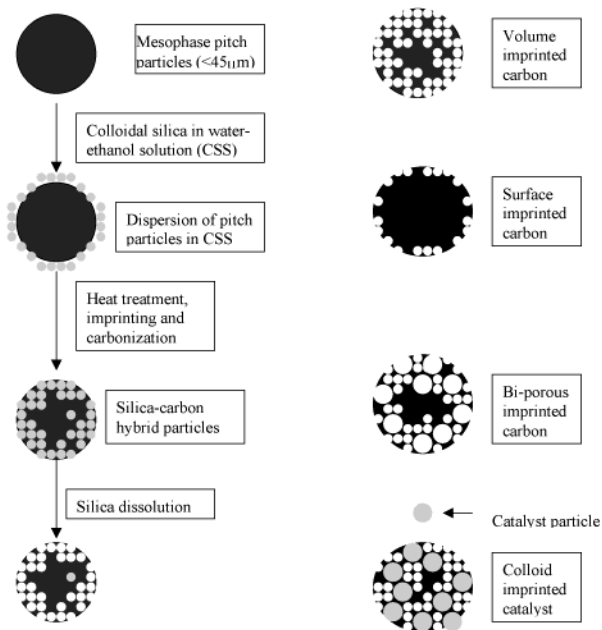 Mesophase pitch
particles (<45µm)
Colloidal silica in water-
ethanol solution (CSS)
Dispersion of pitch
particles in CSS
Heat treatment,
imprinting and
carbonization
Silica-carbon
hybrid particles
Silica dissolution
Volume
imprinted
carbon
Surface
imprinted
carbon
Bi-porous
imprinted
carbon
Catalyst particle
Colloid
imprinted
catalyst